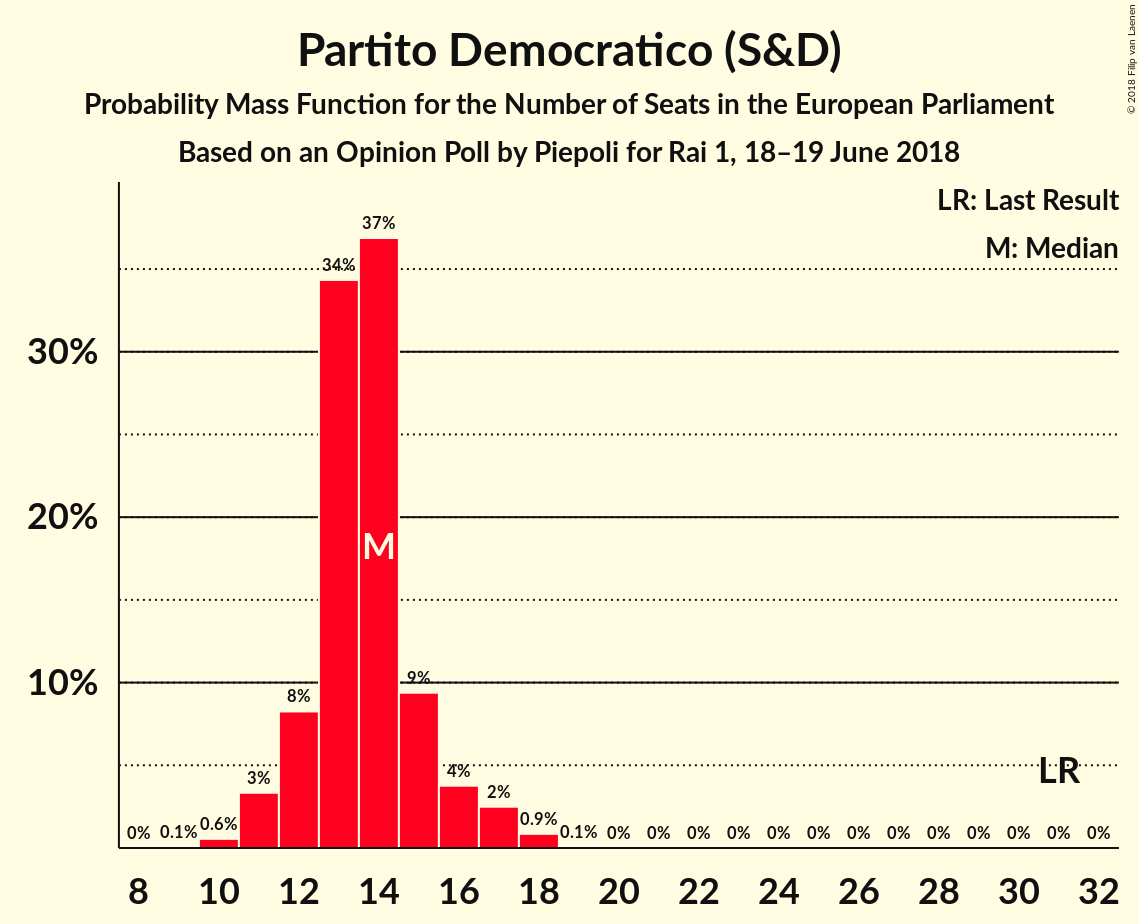 Partito Democratico (S&D)
Probability Mass Function for the Number of Seats in the European Parliament
Based on an Opinion Poll by Piepoli for Rai 1, 18–19 June 2018
© 2018 Filip van Laenen
LR: Last Result
M: Median
37%
34%
30%
20%
M
10%
9%
8%
LR
4%
3%
2%
0% 0.1% 0.6% 0.9% 0.1% 0% 0% 0% 0% 0% 0% 0% 0% 0% 0% 0% 0% 0%
8 10 12 14 16 18 20 22 24 26 28 30 32